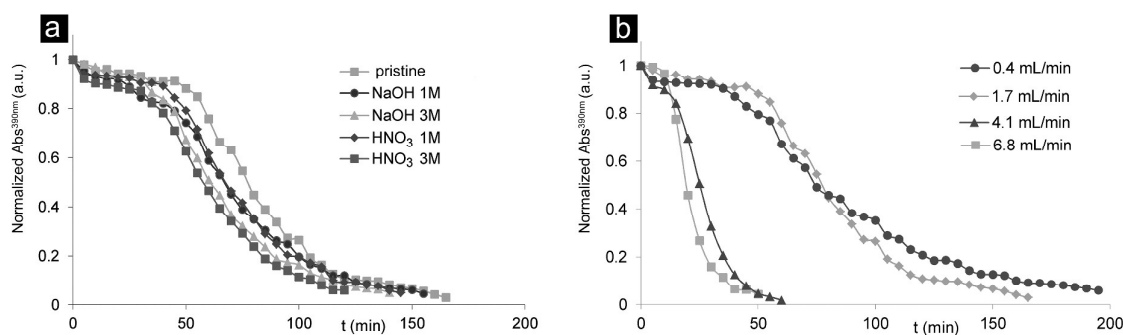 a
Normalized Abs³⁹⁰ⁿᵐ (a.u.)
1
0.8
0.6
0.4
0.2
0
0 50 100 150 200
t (min)
pristine
NaOH 1M
NaOH 3M
HNO₃ 1M
HNO₃ 3M
b
Normalized Abs³⁹⁰ⁿᵐ (a.u.)
1
0.8
0.6
0.4
0.2
0
0 50 100 150 200
t (min)
0.4 mL/min
1.7 mL/min
4.1 mL/min
6.8 mL/min